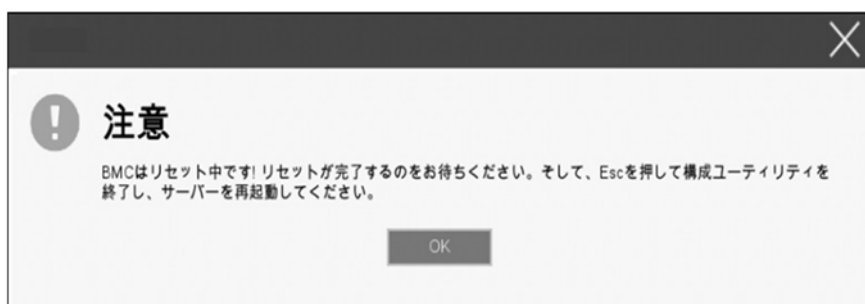 注意
BMCはリセット中です! リセットが完了するのをお待ちください。そして、Escを押して構成ユーティリティを
終了し、サーバーを再起動してください。
OK